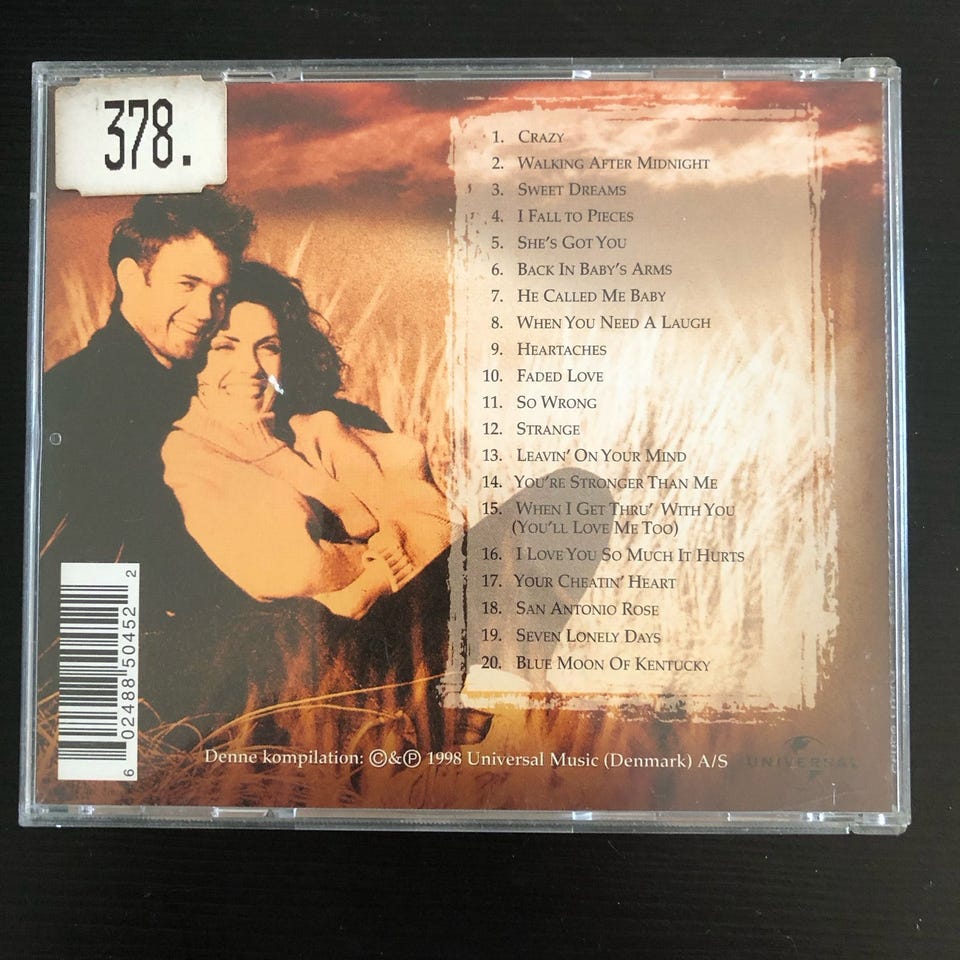 378.
1. Crazy
2. Walking After Midnight
3. Sweet Dreams
4. I Fall to Pieces
5. She's Got You
6. Back In Baby's Arms
7. He Called Me Baby
8. When You Need A Laugh
9. Heartaches
10. Faded Love
11. So Wrong
12. Strange
13. Leavin' On Your Mind
14. You're Stronger Than Me
15. When I Get Thru' With You
(You'll Love Me Too)
16. I Love You So Much It Hurts
17. Your Cheatin' Heart
18. San Antonio Rose
19. Seven Lonely Days
20. Blue Moon Of Kentucky
6 02488 50452 2
Denne kompilation: ©&℗ 1998 Universal Music (Denmark) A/S
UNIVERSAL